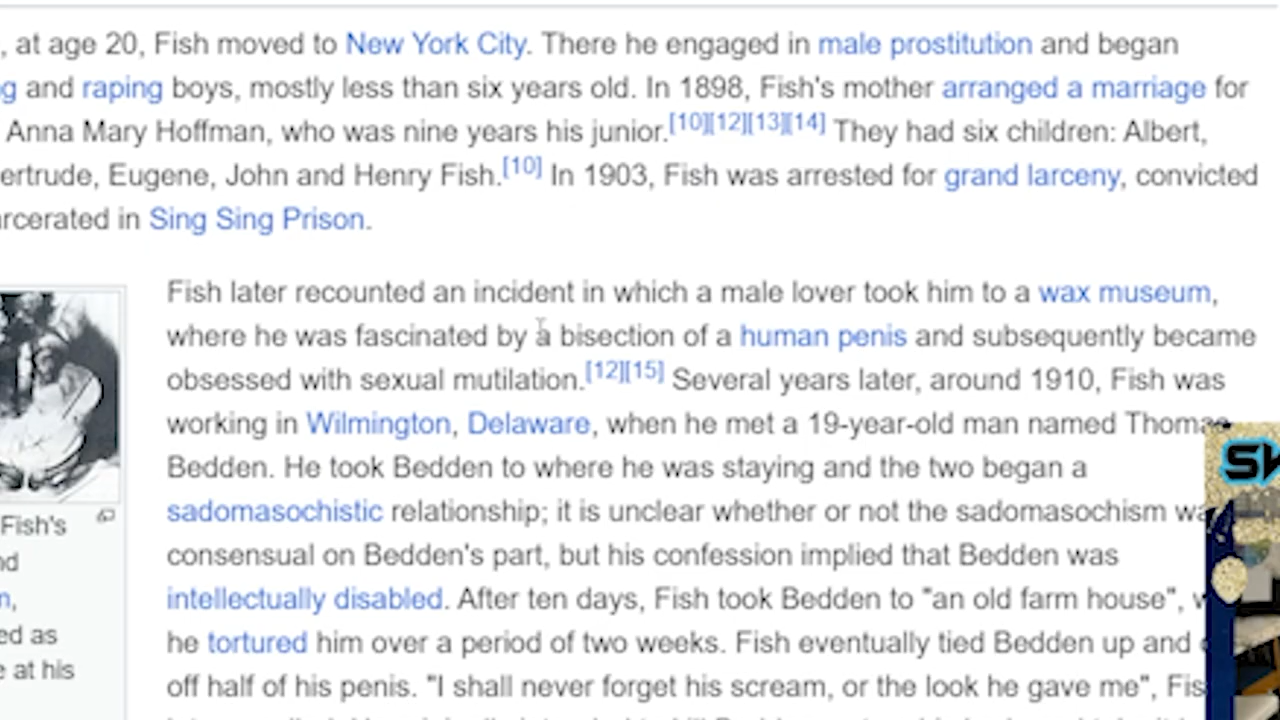 , at age 20, Fish moved to New York City. There he engaged in male prostitution and began
g and raping boys, mostly less than six years old. In 1898, Fish's mother arranged a marriage for
Anna Mary Hoffman, who was nine years his junior.[10][12][13][14] They had six children: Albert,
ertrude, Eugene, John and Henry Fish.[10] In 1903, Fish was arrested for grand larceny, convicted
arcerated in Sing Sing Prison.
Fish later recounted an incident in which a male lover took him to a wax museum,
where he was fascinated by a bisection of a human penis and subsequently became
obsessed with sexual mutilation.[12][15] Several years later, around 1910, Fish was
working in Wilmington, Delaware, when he met a 19-year-old man named Thomas
Bedden. He took Bedden to where he was staying and the two began a
sadomasochistic relationship; it is unclear whether or not the sadomasochism wa
consensual on Bedden's part, but his confession implied that Bedden was
intellectually disabled. After ten days, Fish took Bedden to "an old farm house", w
he tortured him over a period of two weeks. Fish eventually tied Bedden up and
off half of his penis. "I shall never forget his scream, or the look he gave me", Fis
Fish's
nd
n,
ed as
e at his